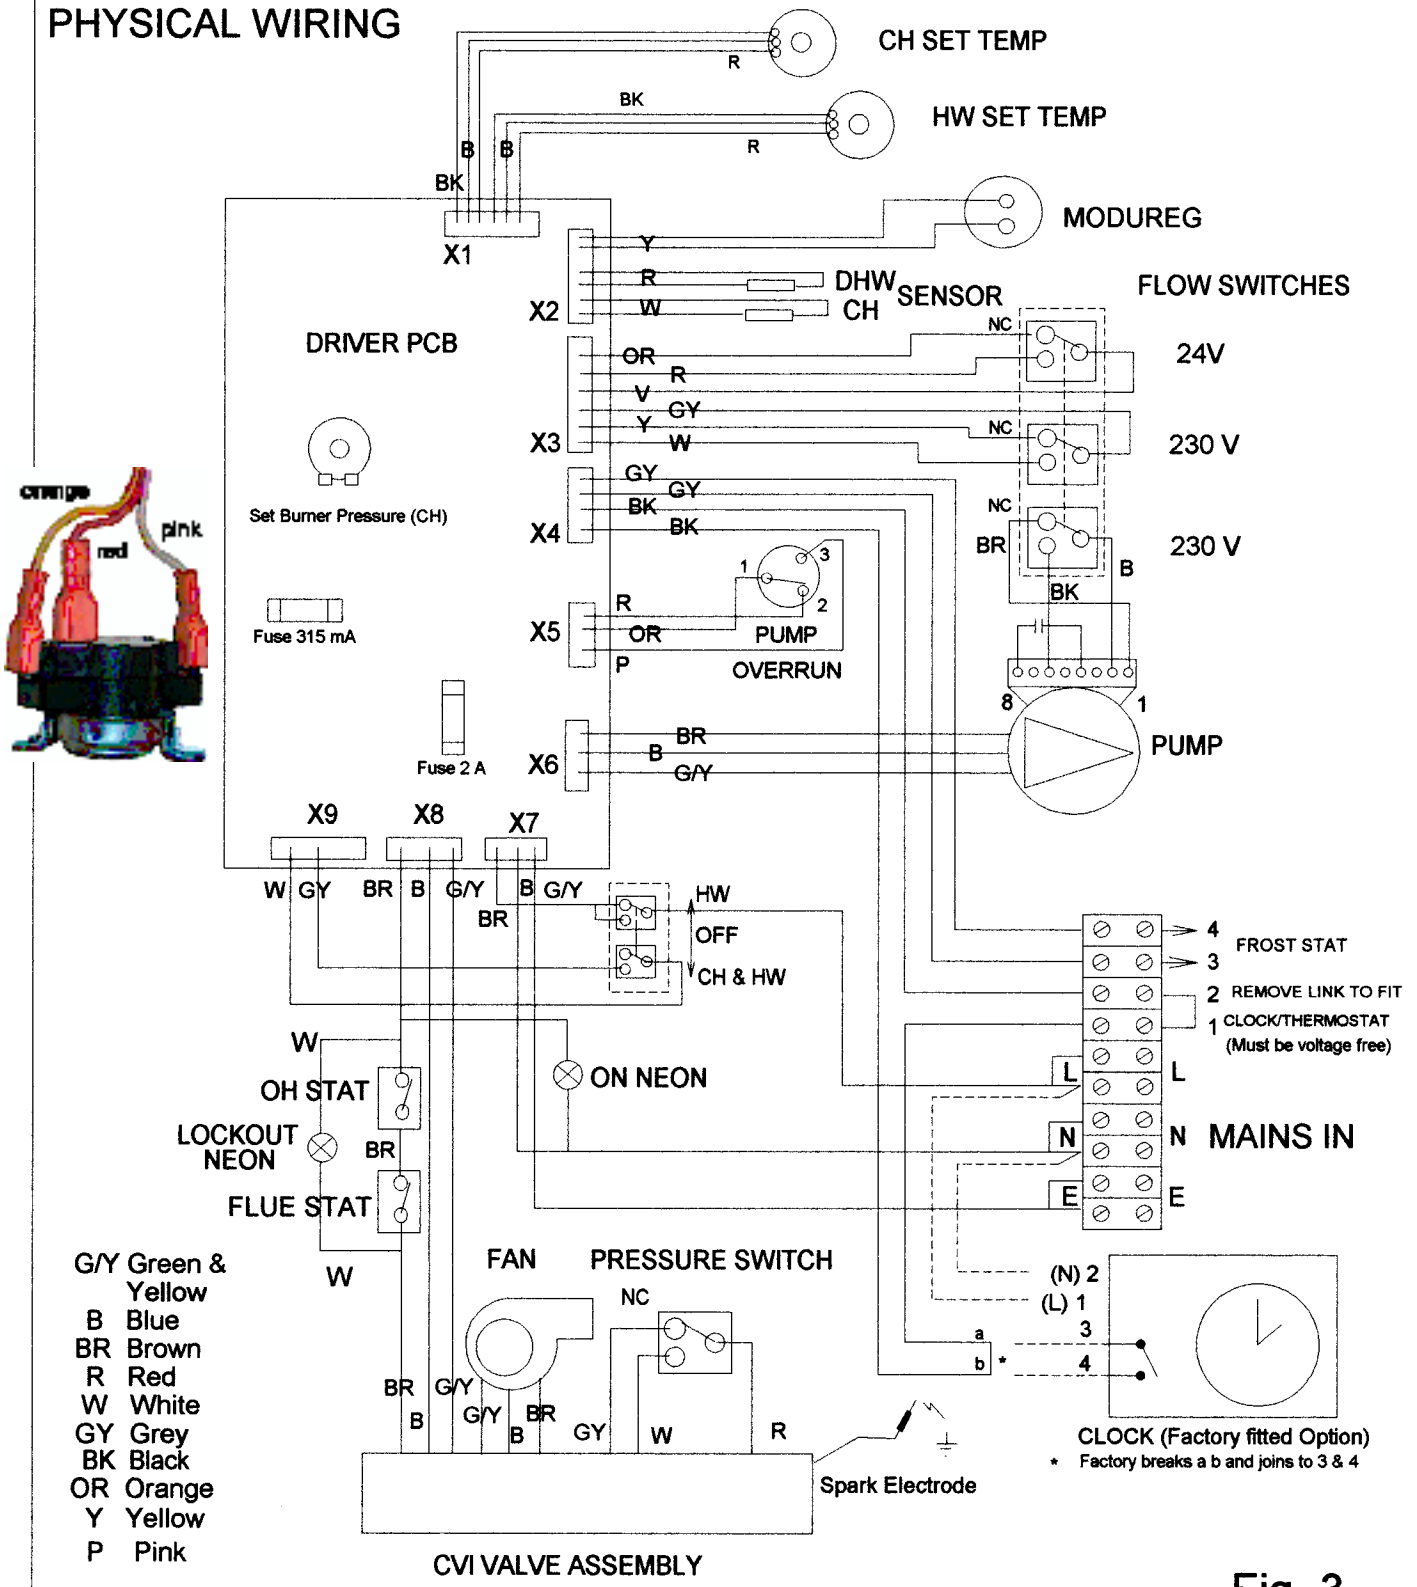 PHYSICAL WIRING
CH SET TEMP
R
BK
HW SET TEMP
B B
R
BK
X1
MODUREG
Y
R
DHW
SENSOR
FLOW SWITCHES
X2
W
CH
NC
DRIVER PCB
OR
24V
R
V
GY
Y
NC
X3
W
230 V
orange
GY
GY
pink
NC
Set Burner Pressure (CH)
BK
X4
BK
red
BR
230 V
3
1
B
2
BK
R
Fuse 315 mA
X5
OR
PUMP
P
OVERRUN
8
1
BR
PUMP
B
Fuse 2 A
X6
G/Y
X9
X8
X7
W GY
BR B G/Y
B G/Y
HW
BR
OFF
4
FROST STAT
3
CH & HW
2 REMOVE LINK TO FIT
1 CLOCK/THERMOSTAT
(Must be voltage free)
W
L
L
OH STAT
ON NEON
LOCKOUT
NEON
BR
N
N
MAINS IN
FLUE STAT
E
E
FAN
PRESSURE SWITCH
G/Y Green &
Yellow
W
(N) 2
NC
(L) 1
B Blue
3
a
BR Brown
b *
4
R Red
BR
G/Y
W White
B
G/Y
BR
B
GY
W
R
GY Grey
CLOCK (Factory fitted Option)
BK Black
* Factory breaks a b and joins to 3 & 4
OR Orange
Spark Electrode
Y Yellow
P Pink
CVI VALVE ASSEMBLY
Fig. 3